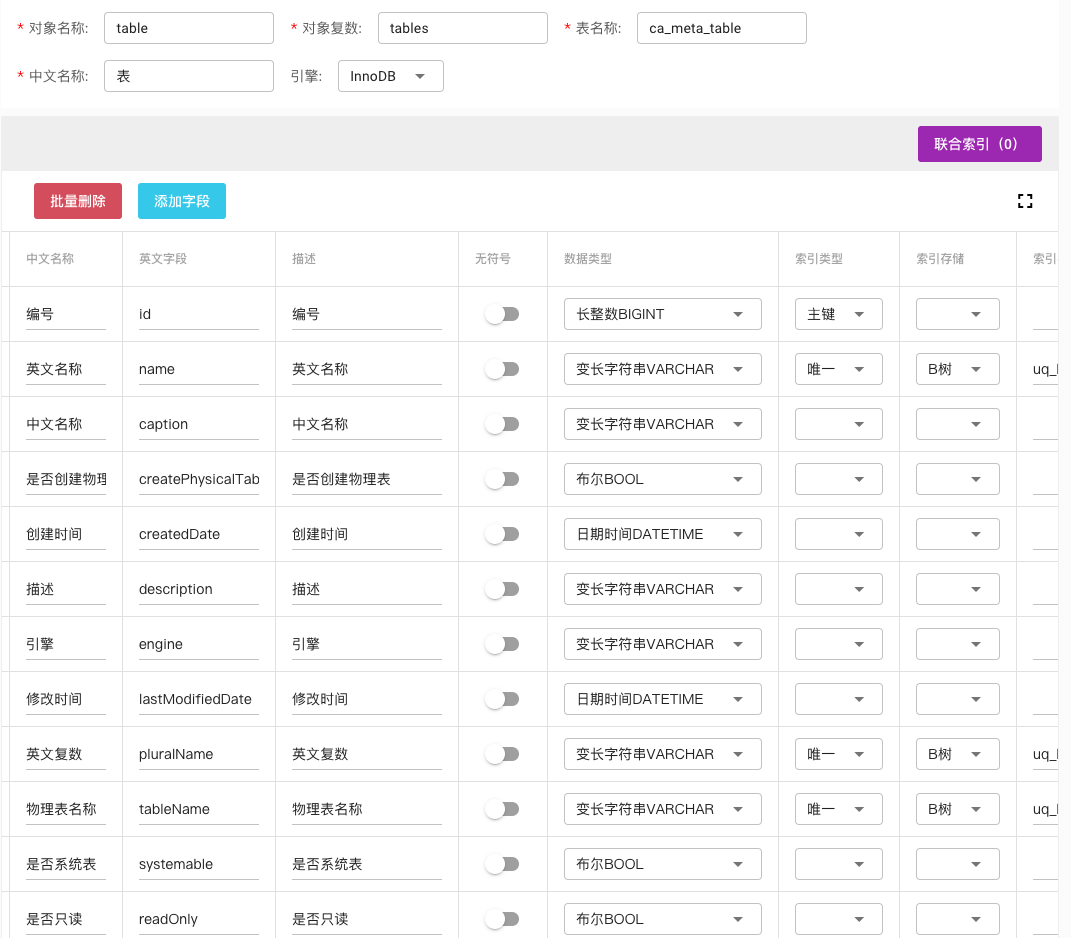 * 对象名称: table * 对象复数: tables * 表名称: ca_meta_table
* 中文名称: 表 引擎: InnoDB
联合索引（0）
批量删除 添加字段
中文名称 英文字段 描述 无符号 数据类型 索引类型 索引存储 索引
编号 id 编号 长整数BIGINT 主键
英文名称 name 英文名称 变长字符串VARCHAR 唯一 B树 uq_
中文名称 caption 中文名称 变长字符串VARCHAR
是否创建物理 createPhysicalTab 是否创建物理表 布尔BOOL
创建时间 createdDate 创建时间 日期时间DATETIME
描述 description 描述 变长字符串VARCHAR
引擎 engine 引擎 变长字符串VARCHAR
修改时间 lastModifiedDate 修改时间 日期时间DATETIME
英文复数 pluralName 英文复数 变长字符串VARCHAR 唯一 B树 uq_
物理表名称 tableName 物理表名称 变长字符串VARCHAR 唯一 B树 uq_
是否系统表 systemable 是否系统表 布尔BOOL
是否只读 readOnly 是否只读 布尔BOOL